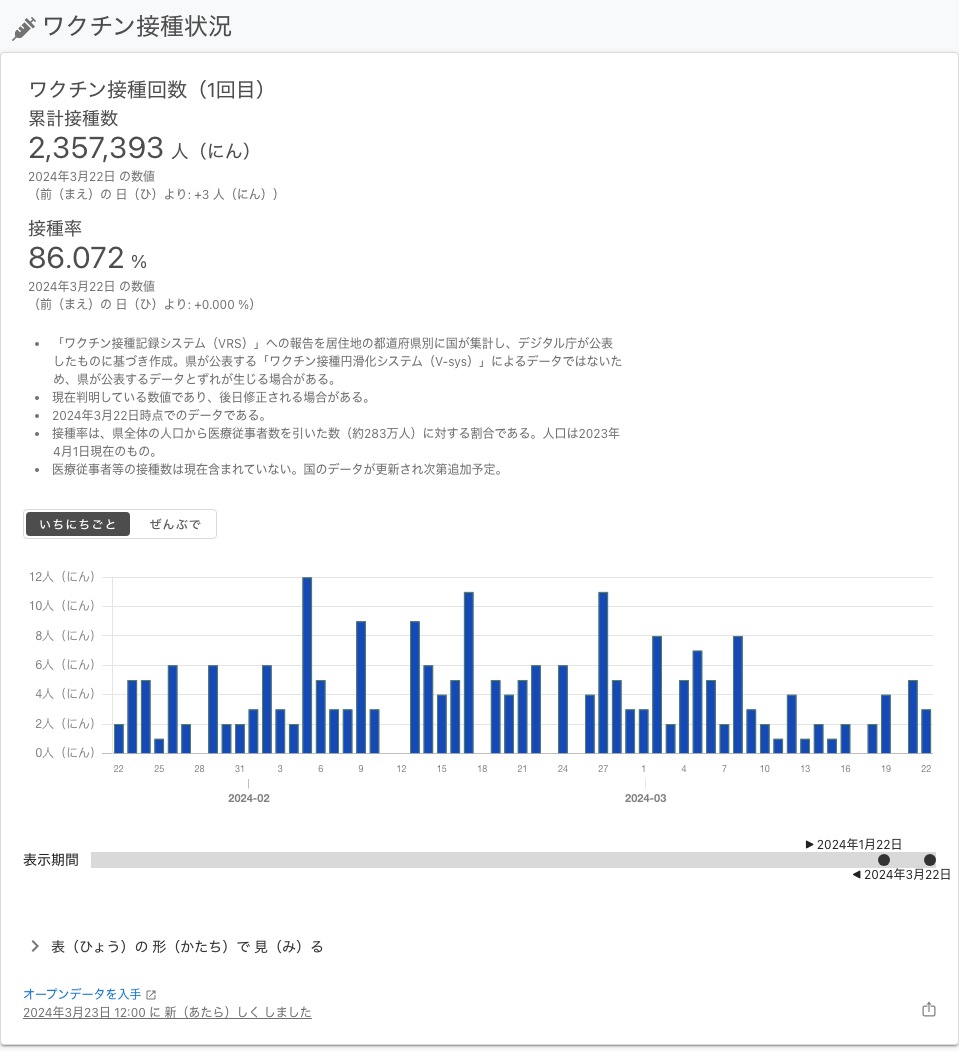 ワクチン接種状況
ワクチン接種回数（1回目）
累計接種数
2,357,393 人（にん）
2024年3月22日 の数値
（前（まえ）の 日（ひ）より: +3 人（にん））
接種率
86.072 %
2024年3月22日 の数値
（前（まえ）の 日（ひ）より: +0.000 %）
• 「ワクチン接種記録システム（VRS）」への報告を居住地の都道府県別に国が集計し、デジタル庁が公表
したものに基づき作成。県が公表する「ワクチン接種円滑化システム（V-sys）」によるデータではないた
め、県が公表するデータとずれが生じる場合がある。
• 現在判明している数値であり、後日修正される場合がある。
• 2024年3月22日時点でのデータである。
• 接種率は、県全体の人口から医療従事者数を引いた数（約283万人）に対する割合である。人口は2023年
4月1日現在のもの。
• 医療従事者等の接種数は現在含まれていない。国のデータが更新され次第追加予定。
いちにちごと ぜんぶで
12人（にん）
10人（にん）
8人（にん）
6人（にん）
4人（にん）
2人（にん）
0人（にん）
22 25 28 31 3 6 9 12 15 18 21 24 27 1 4 7 10 13 16 19 22
2024-02 2024-03
▶ 2024年1月22日
表示期間
◀ 2024年3月22日
表（ひょう）の 形（かたち）で 見（み）る
オープンデータを入手
2024年3月23日 12:00 に 新（あたら）しく しました